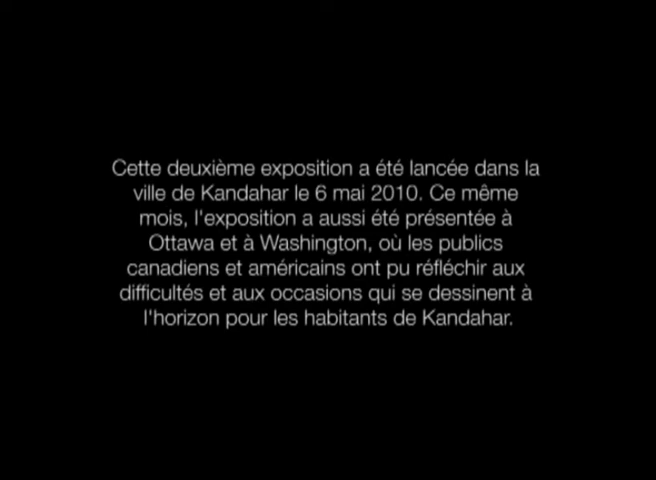 Cette deuxième exposition a été lancée dans la
ville de Kandahar le 6 mai 2010. Ce même
mois, l'exposition a aussi été présentée à
Ottawa et à Washington, où les publics
canadiens et américains ont pu réfléchir aux
difficultés et aux occasions qui se dessinent à
l'horizon pour les habitants de Kandahar.